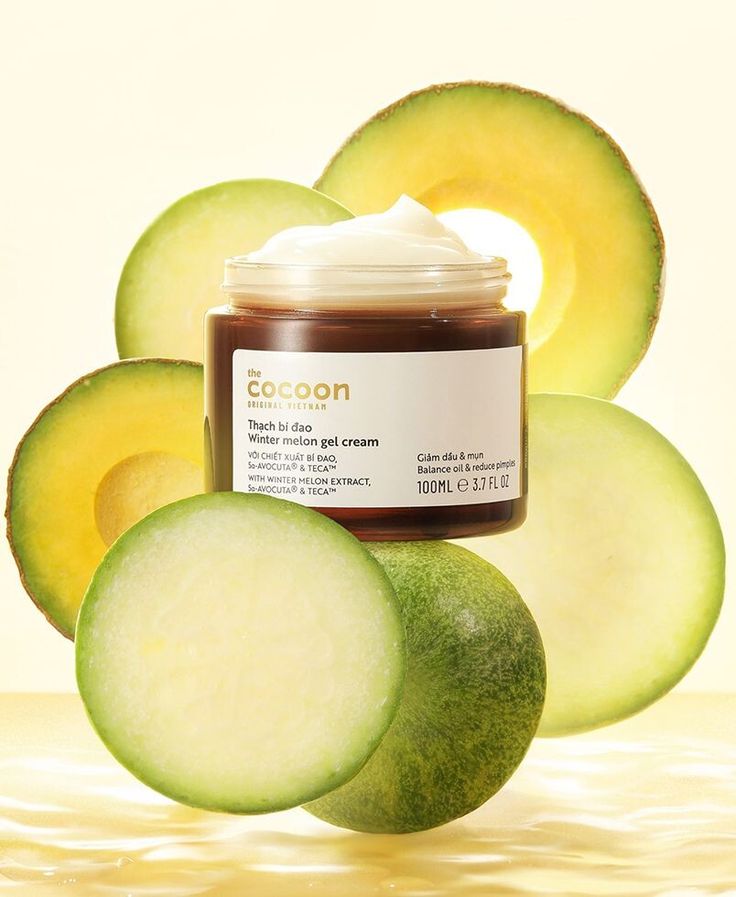 the
cocoon
ORIGINAL VIETNAM
Thạch bí đao
Winter melon gel cream
VỚI CHIẾT XUẤT BÍ ĐAO,
So-AVOCUTA® & TECA™
WITH WINTER MELON EXTRACT,
So-AVOCUTA® & TECA™
Giảm dầu & mụn
Balance oil & reduce pimples
100ML ℮ 3.7 FL OZ